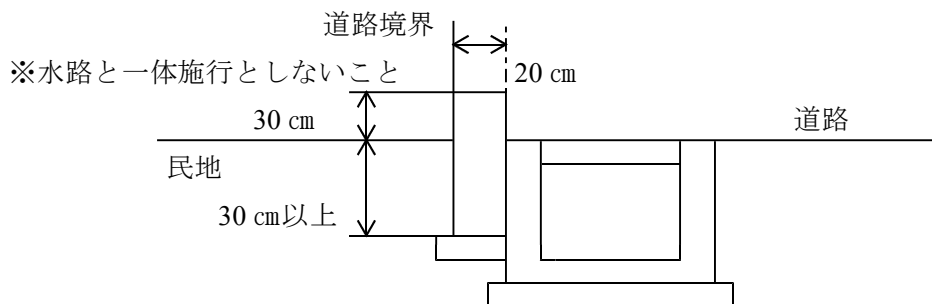 道路境界
※水路と一体施行としないこと
20 ㎝
30 ㎝
道路
民地
30 ㎝以上